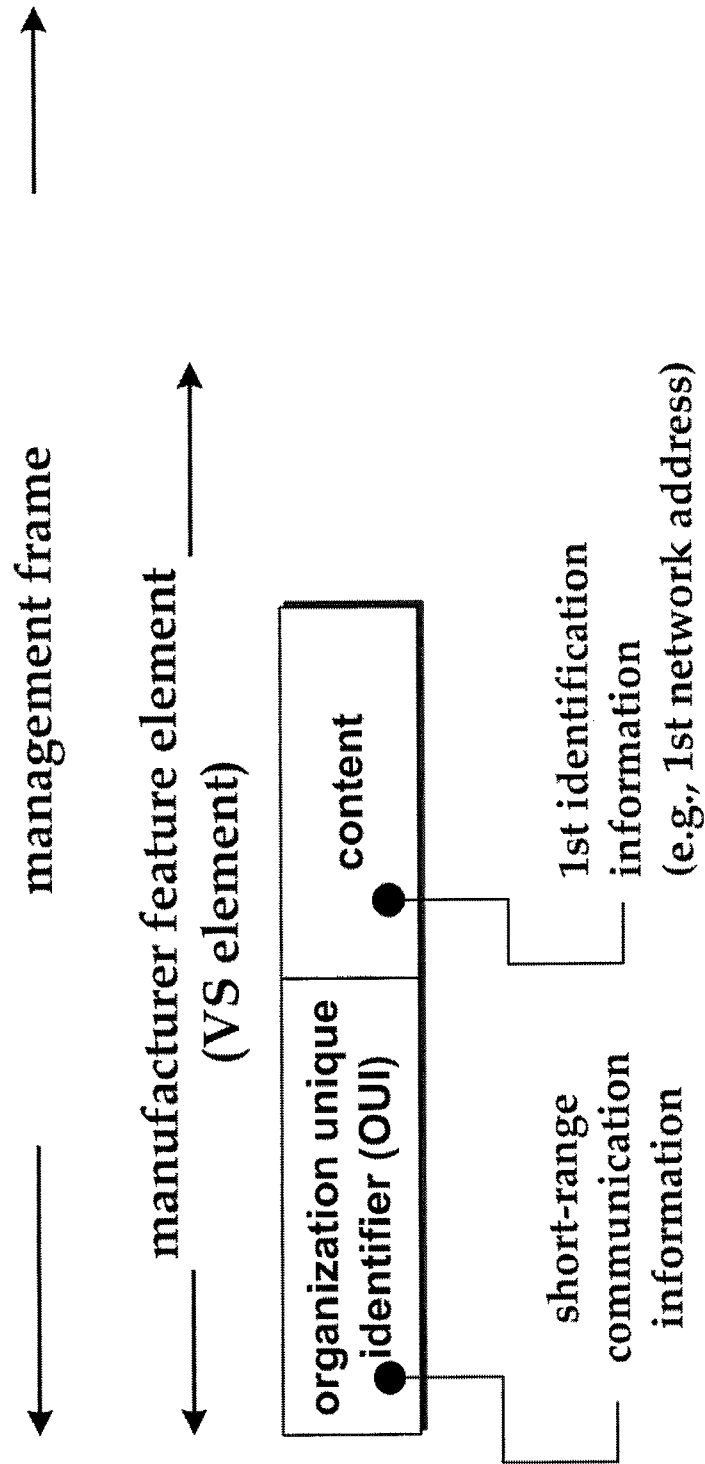 management frame
manufacturer feature element
(VS element)
organization unique
identifier (OUI)
content
short-range
communication
information
1st identification
information
(e.g., 1st network address)